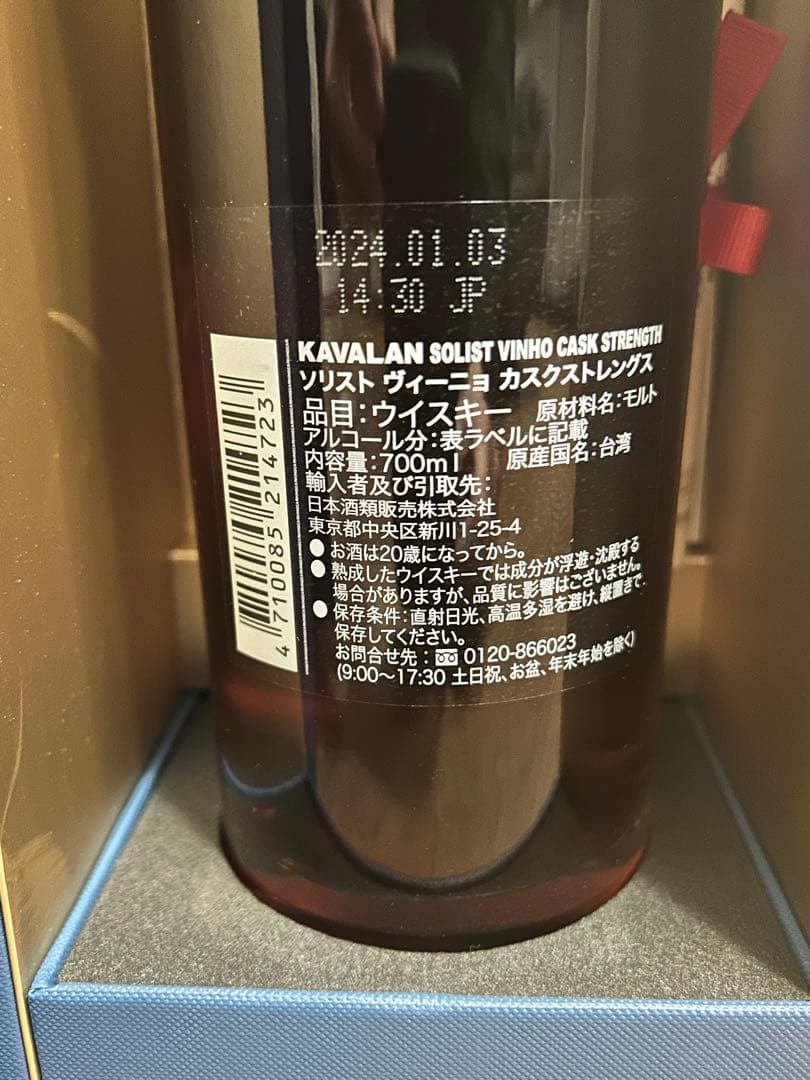 2024.01.03
14:30 JP
KAVALAN SOLIST VINHO CASK STRENGTH
ソリスト ヴィーニョ カスクストレングス
品目:ウイスキー 原材料名:モルト
アルコール分:表ラベルに記載
内容量:700ml 原産国名:台湾
輸入者及び引取先:
日本酒類販売株式会社
東京都中央区新川1-25-4
●お酒は20歳になってから。
●熟成したウイスキーでは成分が浮遊・沈殿する
場合がありますが、品質に影響はございません。
●保存条件:直射日光、高温多湿を避け、縦置きで
保存してください。
お問合せ先: 0120-866023
(9:00〜17:30 土日祝、お盆、年末年始を除く)
4 710085 214723